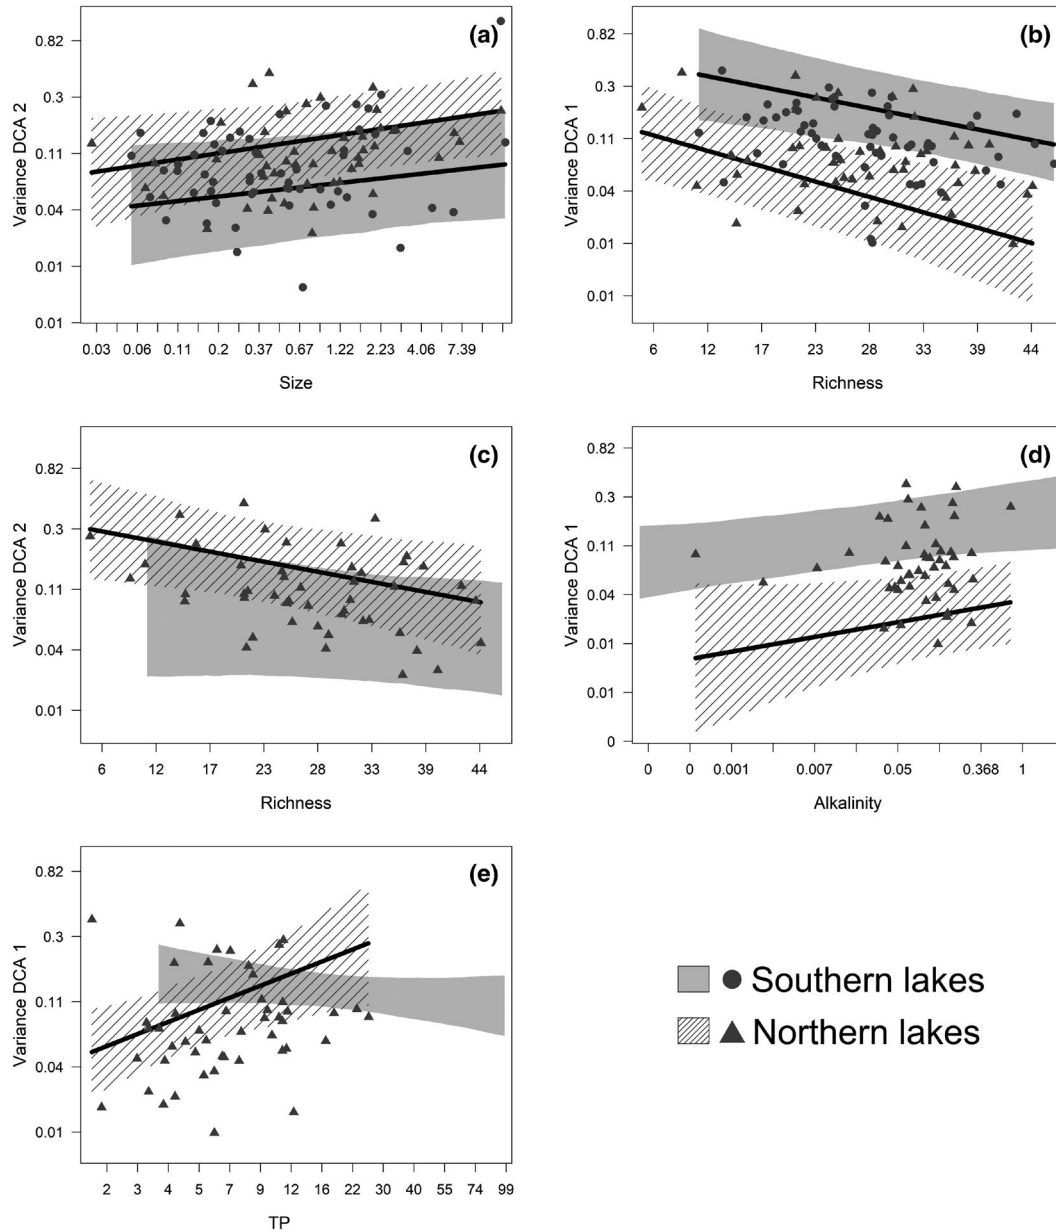 (a)
Variance DCA 2
0.82
0.3
0.11
0.04
0.01
0.01
0.03 0.06 0.11 0.2 0.37 0.67 1.22 2.23 4.06 7.39
Size
(b)
Variance DCA 1
0.82
0.3
0.11
0.04
0.01
0.01
6 12 17 23 28 33 39 44
Richness
(c)
Variance DCA 2
0.82
0.3
0.11
0.04
0.01
6 12 17 23 28 33 39 44
Richness
(d)
Variance DCA 1
0.82
0.3
0.11
0.04
0.01
0.01
0
0 0 0.001 0.007 0.05 0.368 1
Alkalinity
(e)
Variance DCA 1
0.82
0.3
0.11
0.04
0.01
2 3 4 5 7 9 12 16 22 30 40 55 74 99
TP
Southern lakes
Northern lakes